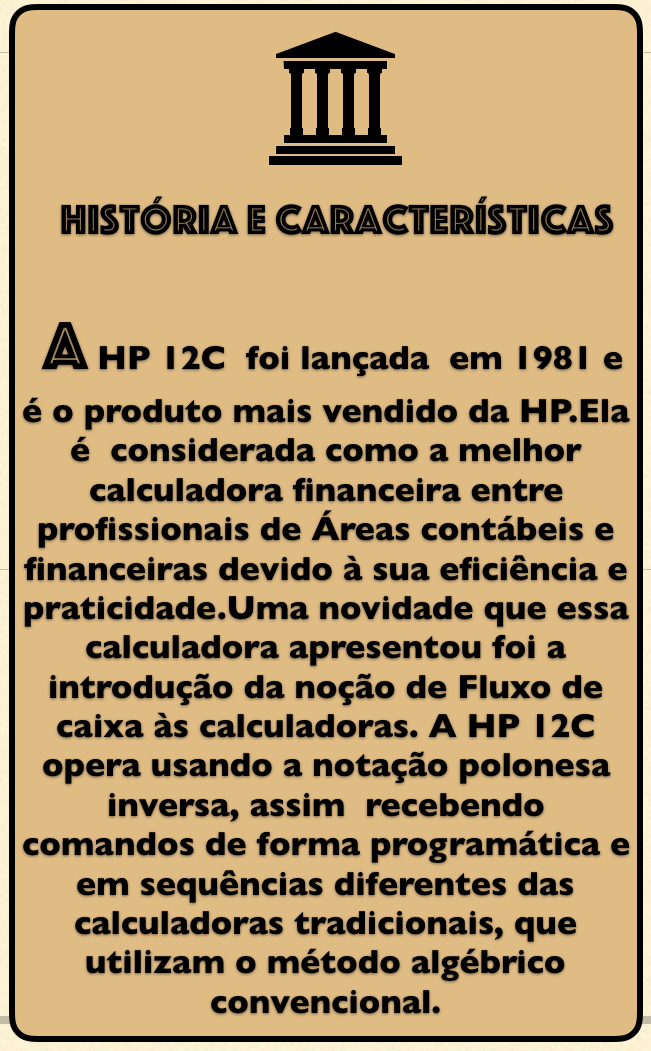 HISTÓRIA E CARACTERÍSTICAS
A HP 12C foi lançada em 1981 e
é o produto mais vendido da HP.Ela
é considerada como a melhor
calculadora financeira entre
profissionais de Áreas contábeis e
financeiras devido à sua eficiência e
praticidade.Uma novidade que essa
calculadora apresentou foi a
introdução da noção de Fluxo de
caixa às calculadoras. A HP 12C
opera usando a notação polonesa
inversa, assim recebendo
comandos de forma programática e
em sequências diferentes das
calculadoras tradicionais, que
utilizam o método algébrico
convencional.